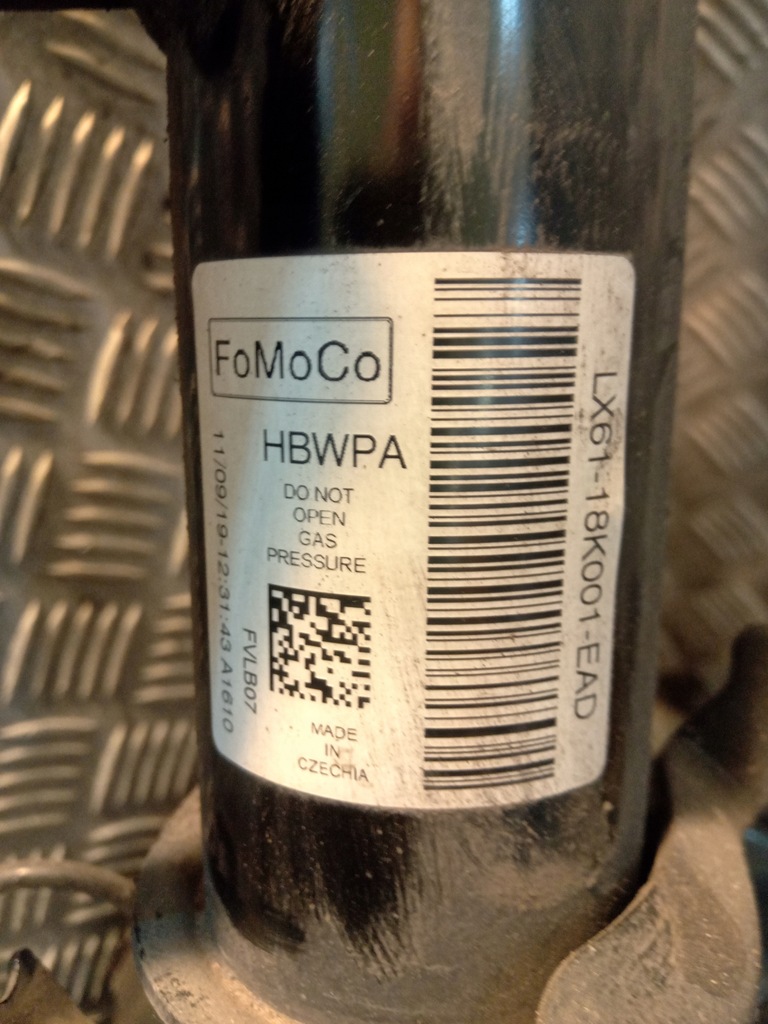 FoMoCo
HBWPA
DO NOT
OPEN
GAS
PRESSURE
11/09/19-12:31:43 A1610
FVLB07
MADE
IN
CZECHIA
LX61-18K001-EAD